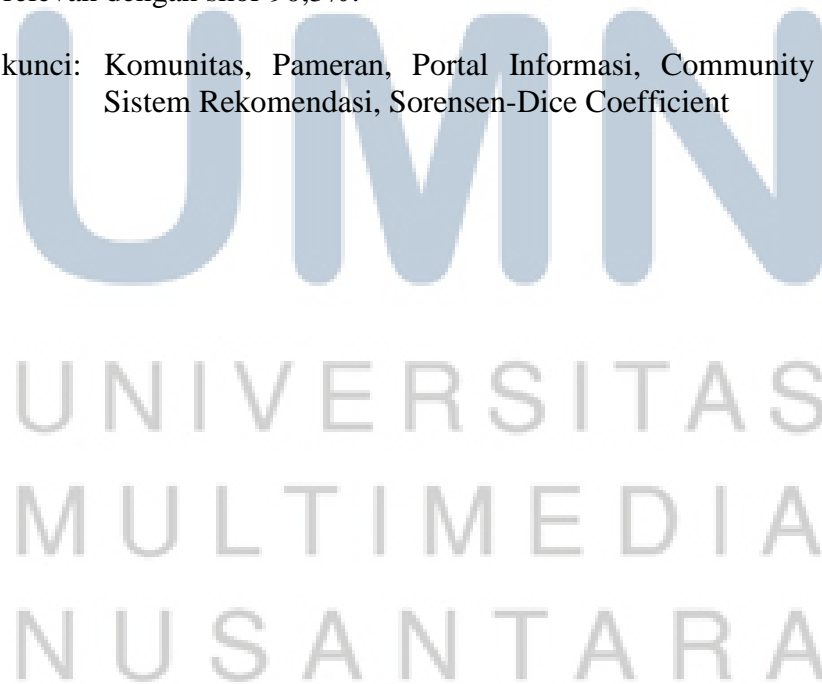 kunci: Komunitas, Pameran, Portal Informasi, Community
Sistem Rekomendasi, Sorensen-Dice Coefficient
UMN
UNIVERSITAS
MULTIMEDIA
NUSANTARA